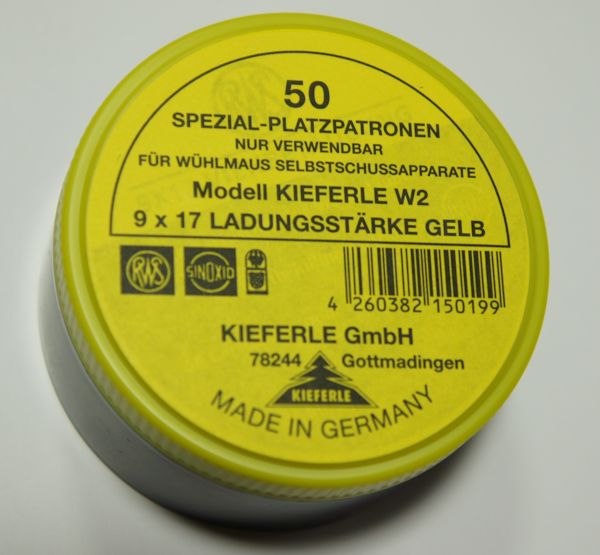 50
SPEZIAL-PLATZPATRONEN
NUR VERWENDBAR
FÜR WÜHLMAUS SELBSTSCHUSSAPPARATE
Modell KIEFERLE W2
9 x 17 LADUNGSSTÄRKE GELB
RWS SINOXID
4 260382 150199
KIEFERLE GmbH
78244 Gottmadingen
KIEFERLE
MADE IN GERMANY